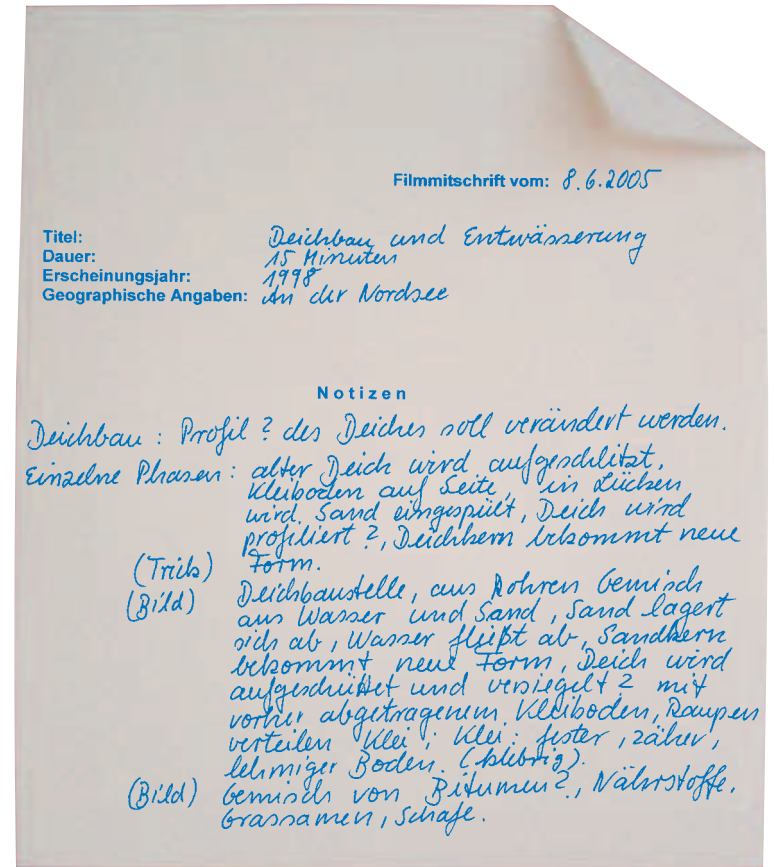 Filmmitschrift vom: 8.6.2005
Titel: Deichbau und Entwässerung
Dauer: 15 Minuten
Erscheinungsjahr: 1998
Geographische Angaben: An der Nordsee
Notizen
Deichbau: Profil? des Deiches soll verändert werden.
Einzelne Phasen: alter Deich wird aufgeschlitzt,
Kleiboden auf Seite, in Lücken
wird Sand eingespült, Deich wird
profiliert?, Deichkern bekommt neue
(Trick) Form.
(Bild) Deichbaustelle, aus Rohren Gemisch
aus Wasser und Sand, Sand lagert
sich ab, Wasser fließt ab, Sandkern
bekommt neue Form, Deich wird
aufgeschüttet und versiegelt? mit
vorher abgetragenem Kleiboden, Raupen
verteilen Klei; Klei: fester, zäher,
lehmiger Boden. (klebrig).
(Bild) Gemisch von Bitumen?, Nährstoffe.
Grassamen, Schafe.